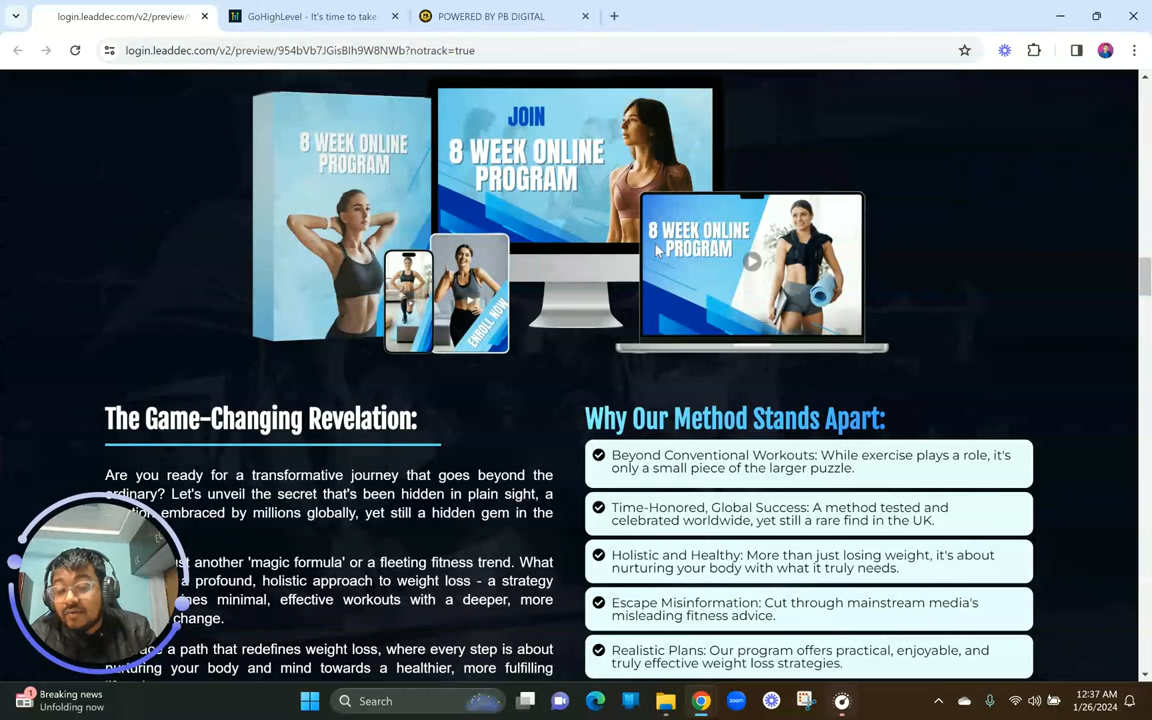 login.leaddec.com/v2/preview/
GoHighLevel - It's time to take
POWERED BY PB DIGITAL
login.leaddec.com/v2/preview/954bVb7JGisBIh9W8NWb?notrack=true
8 WEEK ONLINE
PROGRAM
JOIN
8 WEEK ONLINE
PROGRAM
8 WEEK ONLINE
PROGRAM
ENROLL NOW
The Game-Changing Revelation:
Are you ready for a transformative journey that goes beyond the
ordinary? Let's unveil the secret that's been hidden in plain sight, a
embraced by millions globally, yet still a hidden gem in the
another 'magic formula' or a fleeting fitness trend. What
a profound, holistic approach to weight loss - a strategy
minimal, effective workouts with a deeper, more
change.
a path that redefines weight loss, where every step is about
nurturing your body and mind towards a healthier, more fulfilling
Why Our Method Stands Apart:
Beyond Conventional Workouts: While exercise plays a role, it's
only a small piece of the larger puzzle.
Time-Honored, Global Success: A method tested and
celebrated worldwide, yet still a rare find in the UK.
Holistic and Healthy: More than just losing weight, it's about
nurturing your body with what it truly needs.
Escape Misinformation: Cut through mainstream media's
misleading fitness advice.
Realistic Plans: Our program offers practical, enjoyable, and
truly effective weight loss strategies.
1
Breaking news
Unfolding now
Search
12:37 AM
1/26/2024